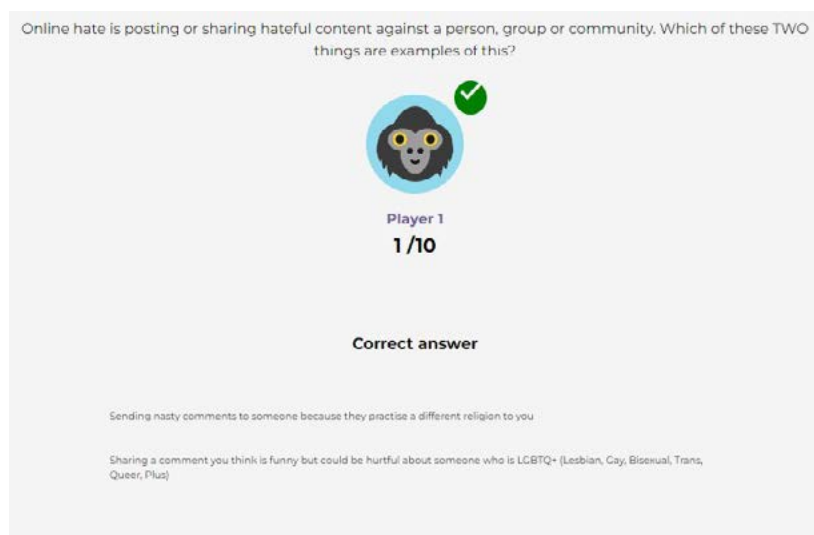 Online hate is posting or sharing hateful content against a person, group or community. Which of these TWO
things are examples of this?
Player 1
1/10
Correct answer
Sending nasty comments to someone because they practise a different religion to you
Sharing a comment you think is funny but could be hurtful about someone who is LGBTQ+ (Lesbian, Gay, Bisexual, Trans,
Queer, Plus)